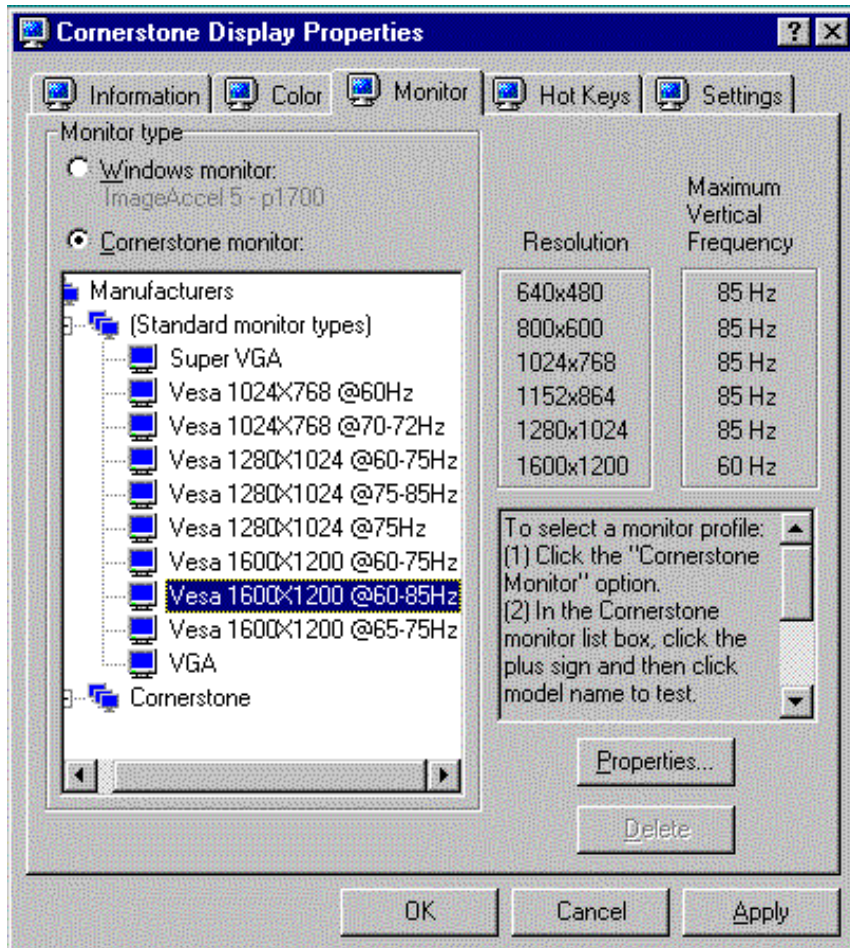 Cornerstone Display Properties
Information
Color
Monitor
Hot Keys
Settings
Monitor type
Windows monitor:
ImageAccel 5 - p1700
Cornerstone monitor:
Manufacturers
(Standard monitor types)
Super VGA
Vesa 1024X768 @60Hz
Vesa 1024X768 @70-72Hz
Vesa 1280X1024 @60-75Hz
Vesa 1280X1024 @75-85Hz
Vesa 1280X1024 @75Hz
Vesa 1600X1200 @60-75Hz
Vesa 1600X1200 @60-85Hz
Vesa 1600X1200 @65-75Hz
VGA
Cornerstone
Resolution
Maximum
Vertical
Frequency
640x480 85 Hz
800x600 85 Hz
1024x768 85 Hz
1152x864 85 Hz
1280x1024 85 Hz
1600x1200 60 Hz
To select a monitor profile:
(1) Click the "Cornerstone
Monitor" option.
(2) In the Cornerstone
monitor list box, click the
plus sign and then click
model name to test.
Properties...
Delete
OK
Cancel
Apply